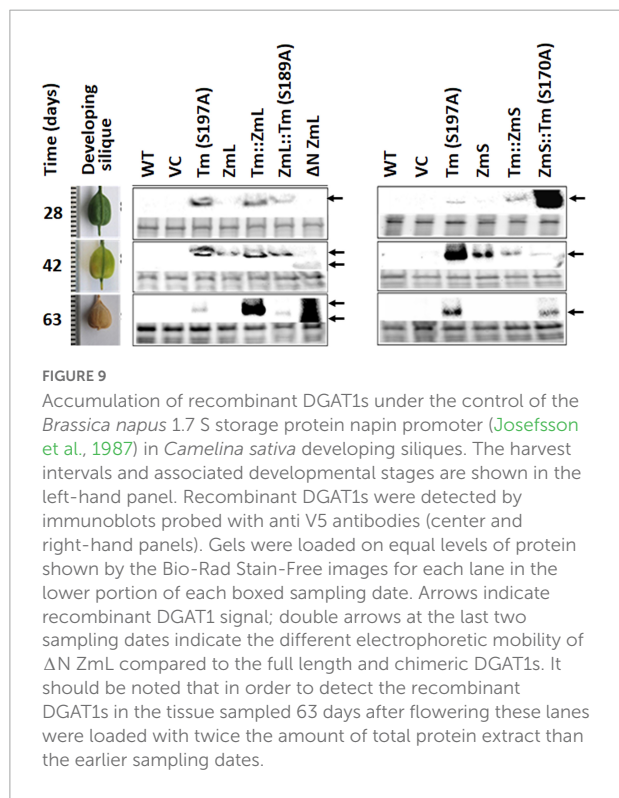 Time (days)
Developing
silique
WT
VC
Tm (S197A)
ZmL
Tm::ZmL
ZmL::Tm (S189A)
ΔN ZmL
WT
VC
Tm (S197A)
ZmS
Tm::ZmS
ZmS::Tm (S170A)
28
42
63
FIGURE 9
Accumulation of recombinant DGAT1s under the control of the
Brassica napus 1.7 S storage protein napin promoter (Josefsson
et al., 1987) in Camelina sativa developing siliques. The harvest
intervals and associated developmental stages are shown in the
left-hand panel. Recombinant DGAT1s were detected by
immunoblots probed with anti V5 antibodies (center and
right-hand panels). Gels were loaded on equal levels of protein
shown by the Bio-Rad Stain-Free images for each lane in the
lower portion of each boxed sampling date. Arrows indicate
recombinant DGAT1 signal; double arrows at the last two
sampling dates indicate the different electrophoretic mobility of
ΔN ZmL compared to the full length and chimeric DGAT1s. It
should be noted that in order to detect the recombinant
DGAT1s in the tissue sampled 63 days after flowering these lanes
were loaded with twice the amount of total protein extract than
the earlier sampling dates.